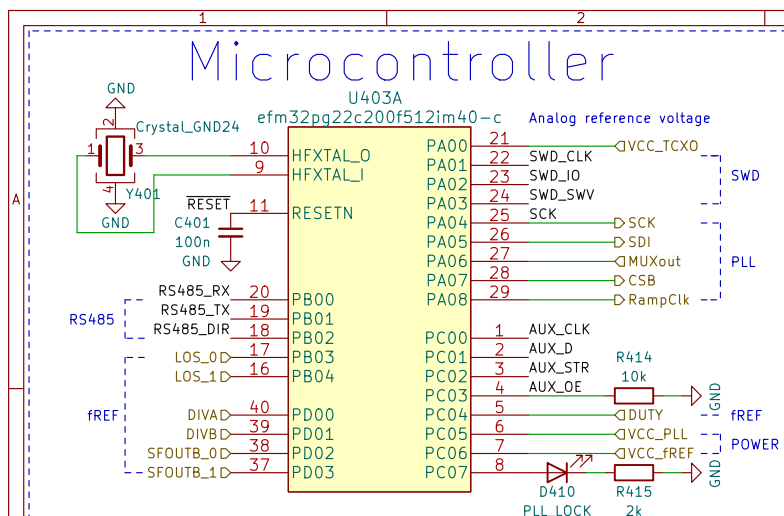 1 2
Microcontroller
A
U403A
efm32pg22c200f512im40-c
Analog reference voltage
GND
2
Crystal_GND24
1 3
4
Y401
GND
10 HFXTAL_O
9 HFXTAL_I
RESET 11 RESETN
C401
100n
GND
RS485
RS485_RX 20 PB00
RS485_TX 19 PB01
RS485_DIR 18 PB02
fREF
LOS_0 17 PB03
LOS_1 16 PB04
DIVA 40 PD00
DIVB 39 PD01
SFOUTB_0 38 PD02
SFOUTB_1 37 PD03
PA00 21 VCC_TCXO
PA01 22 SWD_CLK
PA02 23 SWD_IO
PA03 24 SWD_SWV
SWD
PA04 25 SCK SCK
PA05 26 SDI
PA06 27 MUXout
PA07 28 CSB
PA08 29 RampClk
PLL
PC00 1 AUX_CLK
PC01 2 AUX_D
PC02 3 AUX_STR
PC03 4 AUX_OE
R414
10k
GND
PC04 5 DUTY fREF
PC05 6 VCC_PLL
PC06 7 VCC_fREF
POWER
PC07 8
D410
PLL_LOCK
R415
2k
GND